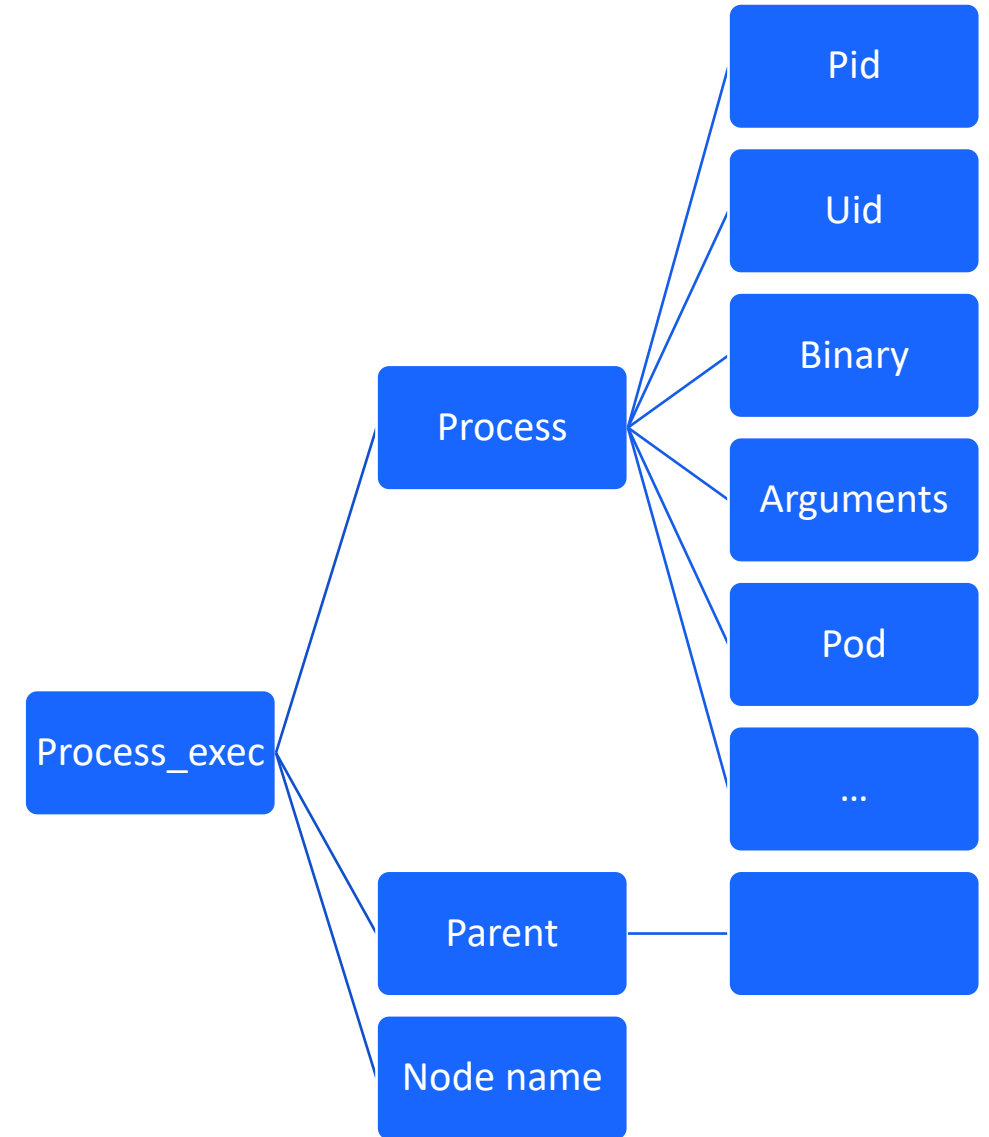 Pid
Uid
Binary
Process
Arguments
Pod
Process_exec
...
Parent
Node name